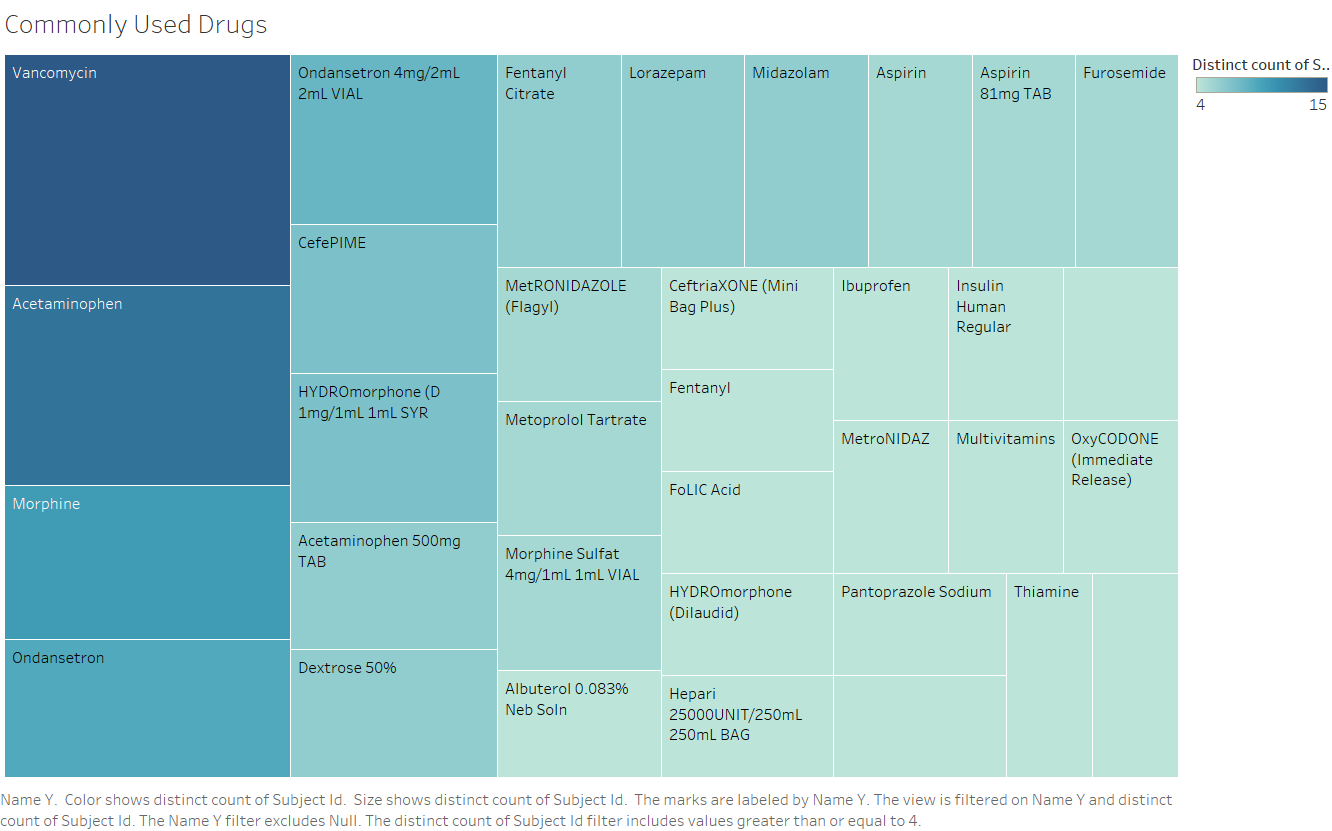 Commonly Used Drugs
Vancomycin
Acetaminophen
Morphine
Ondansetron
Ondansetron 4mg/2mL
2mL VIAL
CefePIME
HYDROmorphone (D
1mg/1mL 1mL SYR
Acetaminophen 500mg
TAB
Dextrose 50%
Fentanyl
Citrate
Lorazepam
Midazolam
Aspirin
Aspirin
81mg TAB
Furosemide
MetRONIDAZOLE
(Flagyl)
Metoprolol Tartrate
Morphine Sulfat
4mg/1mL 1mL VIAL
Albuterol 0.083%
Neb Soln
CeftriaXONE (Mini
Bag Plus)
Fentanyl
FoLIC Acid
HYDROmorphone
(Dilaudid)
Hepari
25000UNIT/250mL
250mL BAG
Ibuprofen
Insulin
Human
Regular
MetroNIDAZ
Multivitamins
OxyCODONE
(Immediate
Release)
Pantoprazole Sodium
Thiamine
Distinct count of S..
4
15
Name Y.  Color shows distinct count of Subject Id.  Size shows distinct count of Subject Id.  The marks are labeled by Name Y. The view is filtered on Name Y and distinct
count of Subject Id. The Name Y filter excludes Null. The distinct count of Subject Id filter includes values greater than or equal to 4.